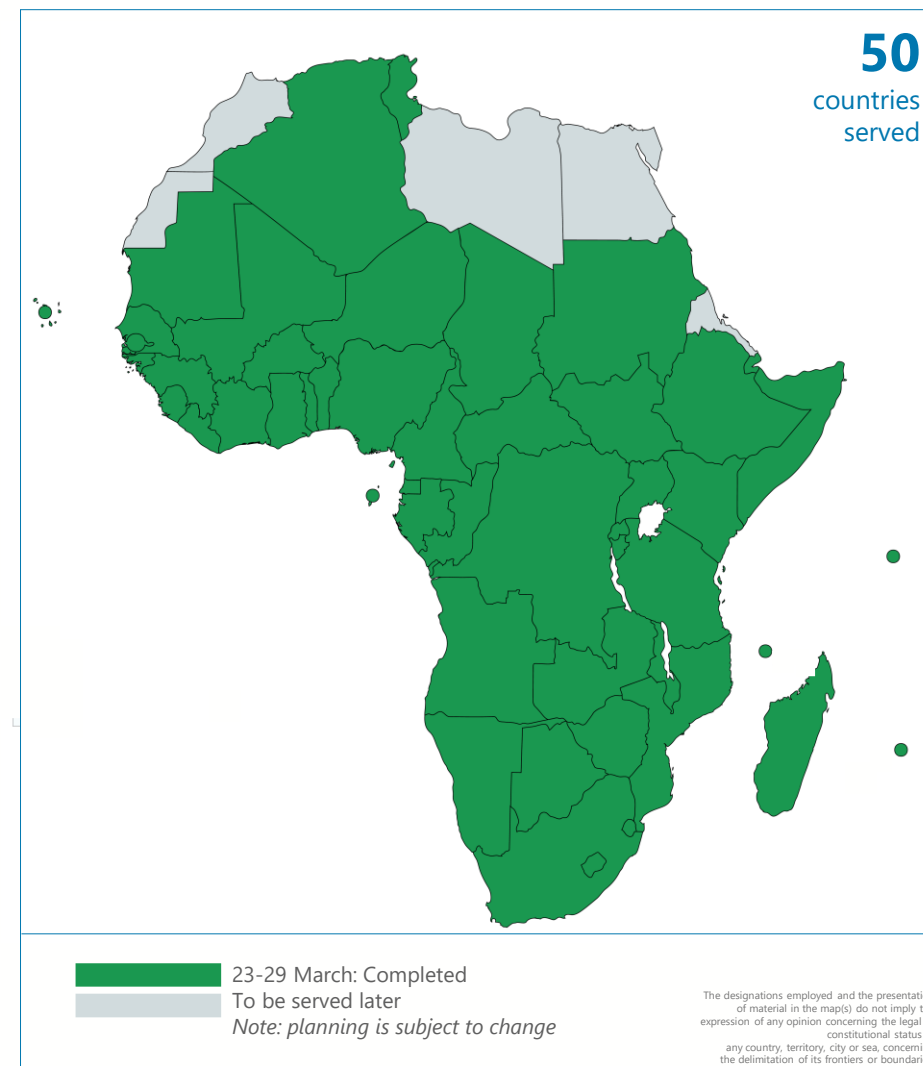 50
countries
served
23-29 March: Completed
To be served later
Note: planning is subject to change
The designations employed and the presentati
of material in the map(s) do not imply t
expression of any opinion concerning the legal
constitutional status
any country, territory, city or sea, concerni
the delimitation of its frontiers or boundari